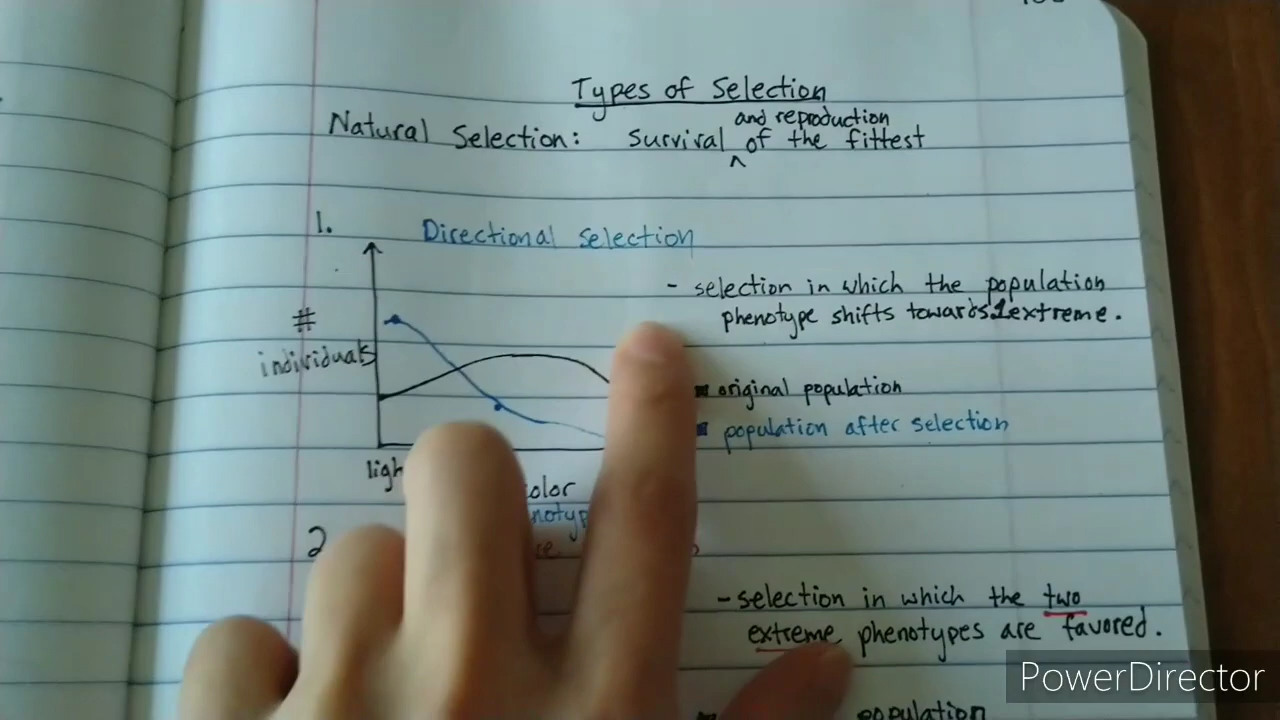 Types of Selection
and reproduction
Natural Selection: Survival ^ of the fittest
1. Directional selection
- selection in which the population
phenotype shifts towards 1 extreme.
#
individuals
original population
population after selection
2
- selection in which the two
extreme phenotypes are favored.
population
PowerDirector